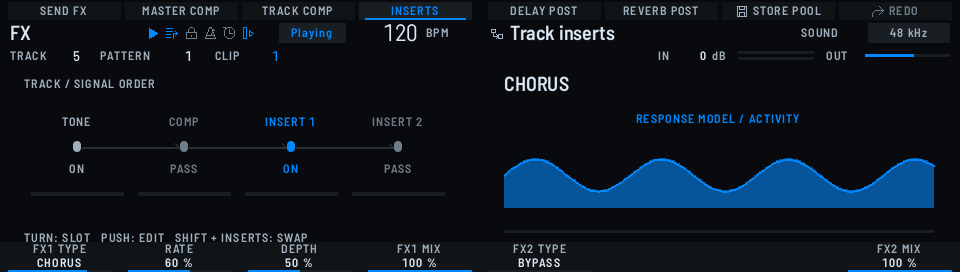 SEND FX MASTER COMP TRACK COMP INSERTS DELAY POST REVERB POST STORE POOL REDO
FX Playing 120 BPM Track inserts SOUND 48 kHz
TRACK 5 PATTERN 1 CLIP 1 IN 0 dB OUT
TRACK / SIGNAL ORDER
CHORUS
TONE COMP INSERT 1 INSERT 2
RESPONSE MODEL / ACTIVITY
ON PASS ON PASS
TURN: SLOT PUSH: EDIT SHIFT + INSERTS: SWAP
FX1 TYPE RATE DEPTH FX1 MIX FX2 TYPE FX2 MIX
CHORUS 60 % 50 % 100 % BYPASS 100 %